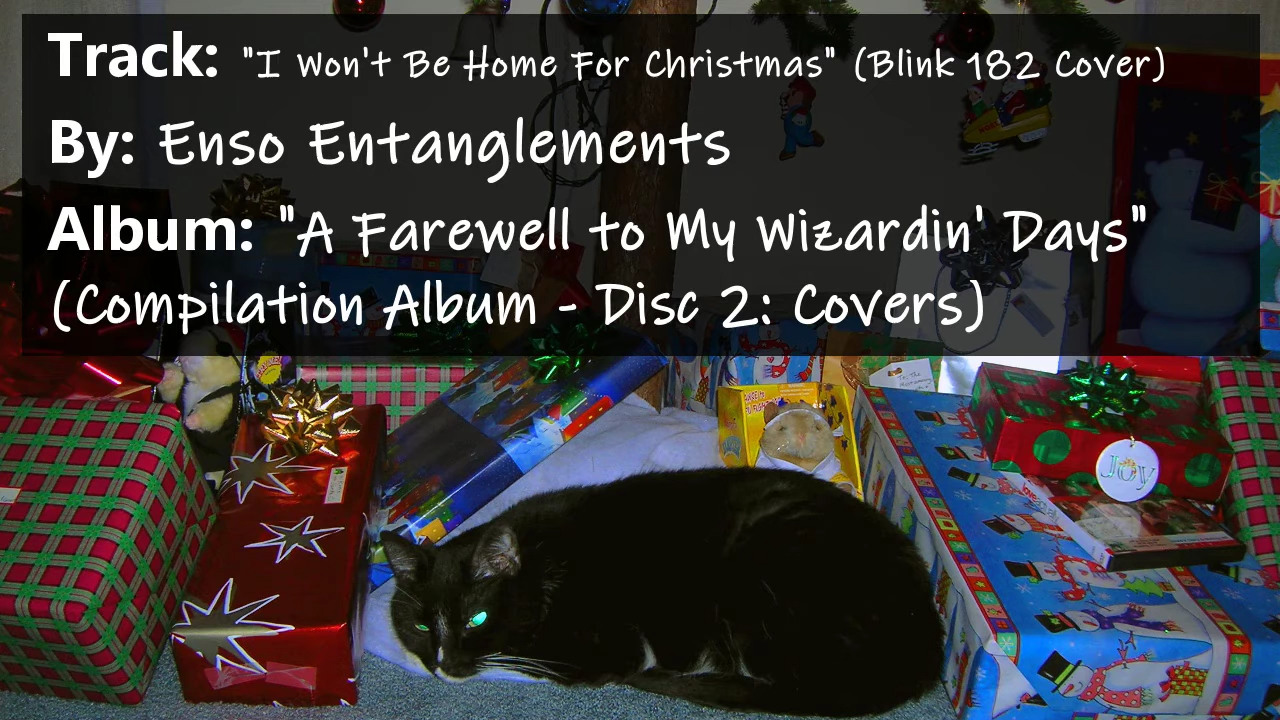 Track: "I Won't Be Home For Christmas" (Blink 182 Cover)
By: Enso Entanglements
Album: "A Farewell to My Wizardin' Days"
(Compilation Album - Disc 2: Covers)
Joy